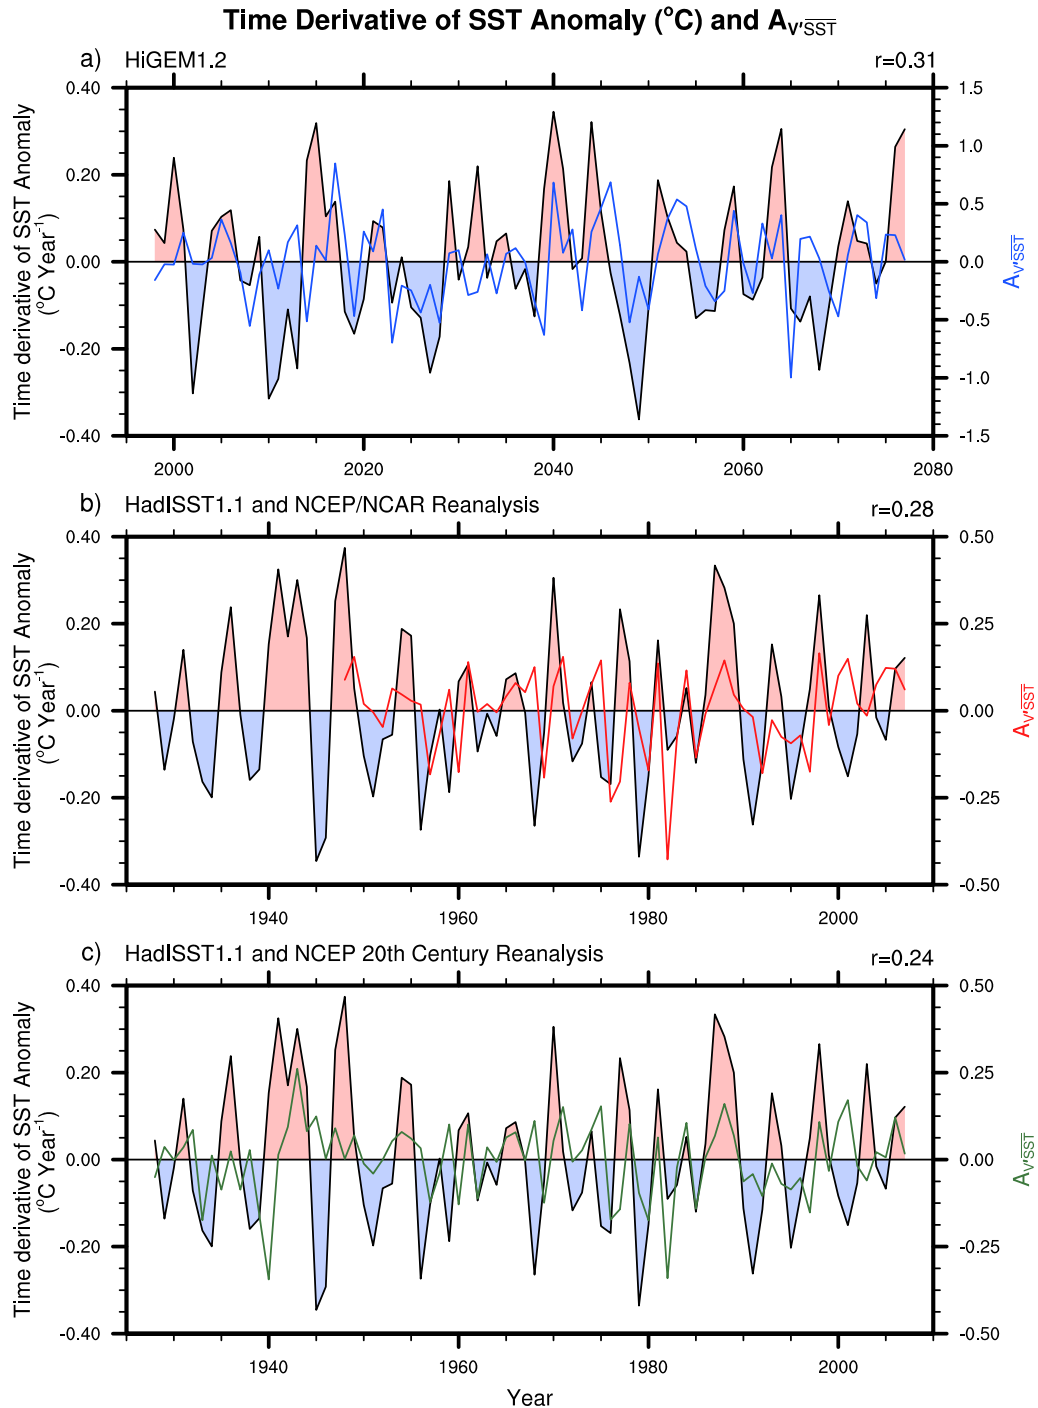 Time Derivative of SST Anomaly (°C) and A_V'SST
a) HiGEM1.2 r=0.31
Time derivative of SST Anomaly
(°C Year⁻¹)
0.40
0.20
0.00
-0.20
-0.40
1.5
1.0
0.5
0.0
-0.5
-1.0
-1.5
A_V'SST
2000 2020 2040 2060 2080
b) HadISST1.1 and NCEP/NCAR Reanalysis r=0.28
Time derivative of SST Anomaly
(°C Year⁻¹)
0.40
0.20
0.00
-0.20
-0.40
0.50
0.25
0.00
-0.25
-0.50
A_V'SST
1940 1960 1980 2000
c) HadISST1.1 and NCEP 20th Century Reanalysis r=0.24
Time derivative of SST Anomaly
(°C Year⁻¹)
0.40
0.20
0.00
-0.20
-0.40
0.50
0.25
0.00
-0.25
-0.50
A_V'SST
1940 1960 1980 2000
Year